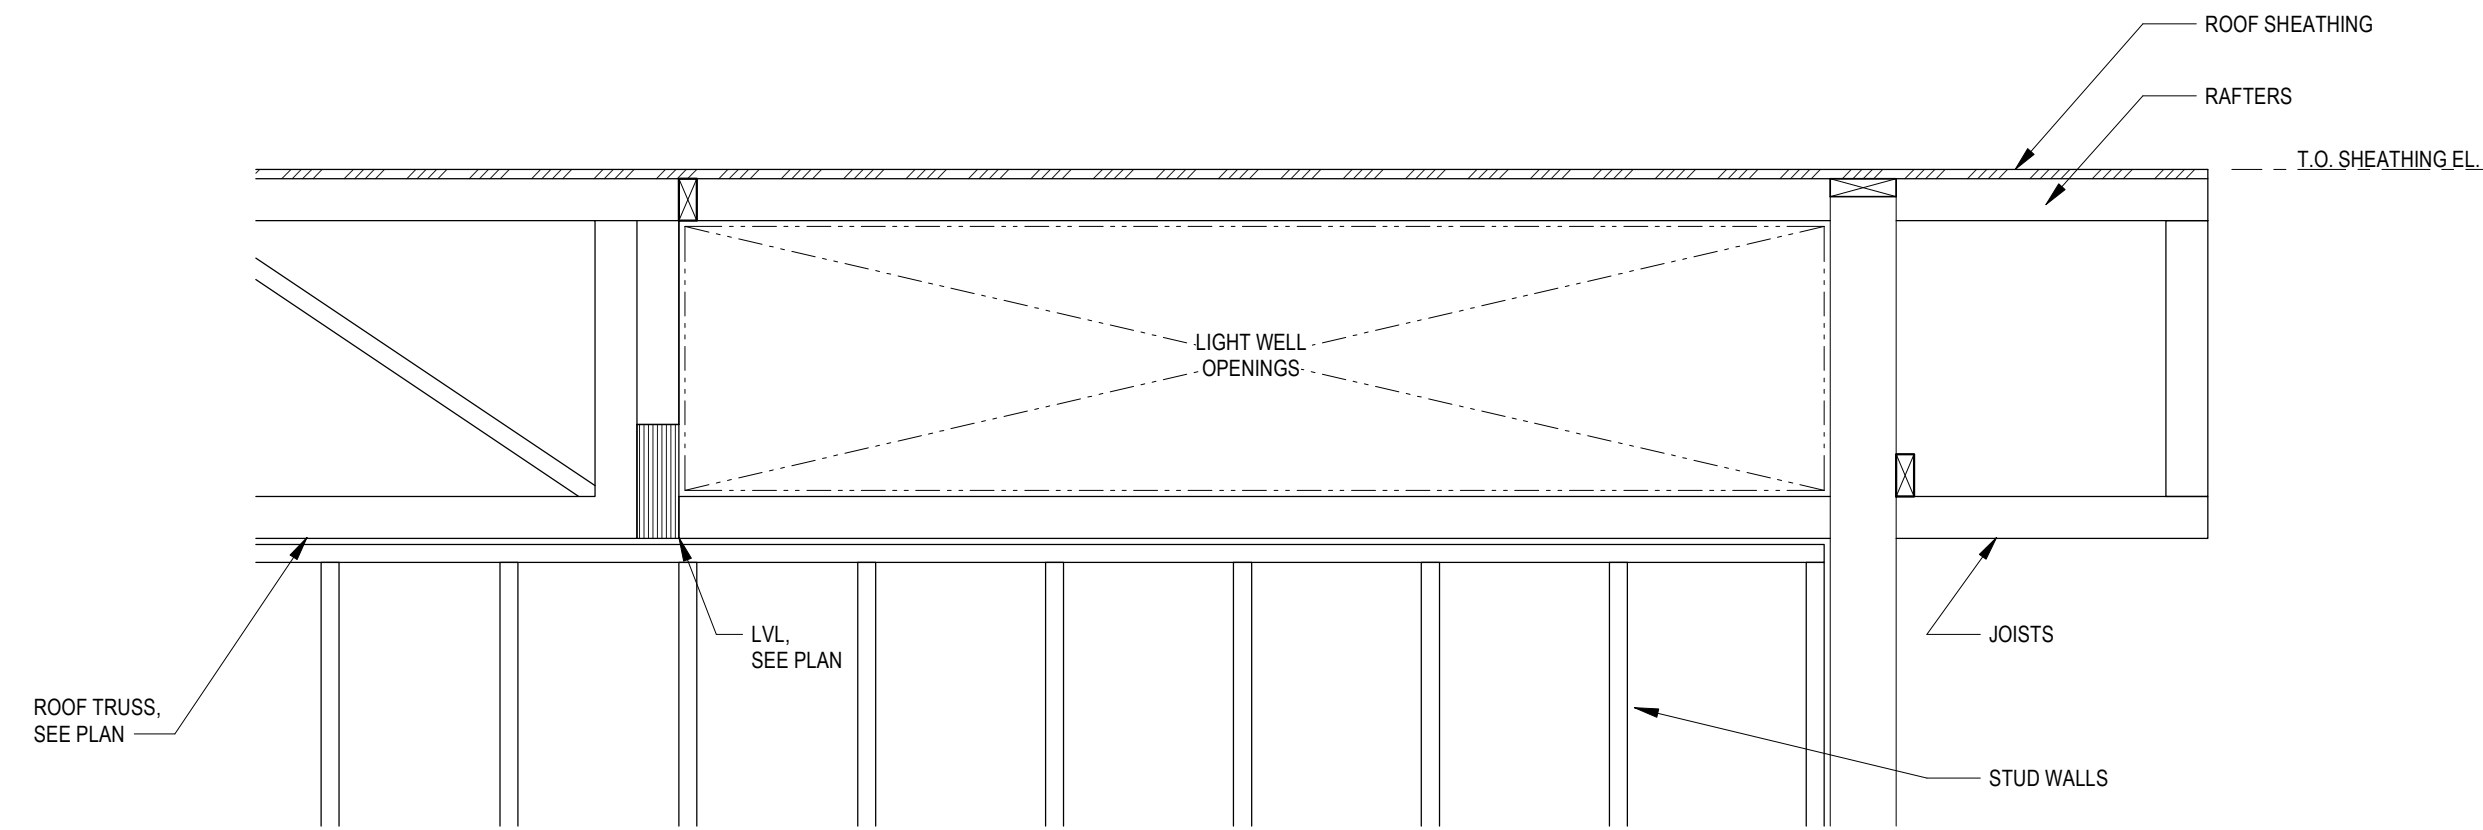 ROOF SHEATHING
RAFTERS
T.O. SHEATHING EL.
LIGHT WELL
OPENINGS
LVL,
SEE PLAN
JOISTS
ROOF TRUSS,
SEE PLAN
STUD WALLS